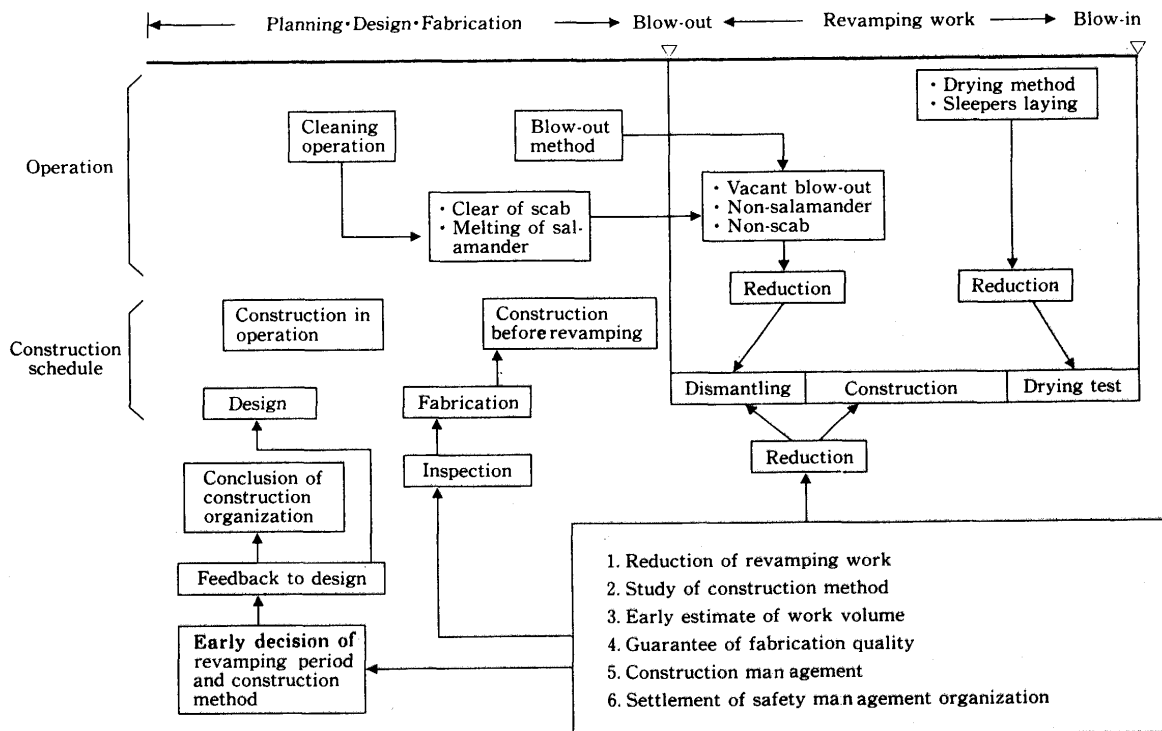 Planning·Design·Fabrication
Blow-out
Revamping work
Blow-in
Operation
Cleaning
operation
Blow-out
method
· Drying method
· Sleepers laying
· Clear of scab
· Melting of sal-
amander
· Vacant blow-out
· Non-salamander
· Non-scab
Reduction
Reduction
Construction
schedule
Construction in
operation
Construction
before revamping
Design
Fabrication
Dismantling
Construction
Drying test
Conclusion of
construction
organization
Inspection
Reduction
Feedback to design
Early decision of
revamping period
and construction
method
1. Reduction of revamping work
2. Study of construction method
3. Early estimate of work volume
4. Guarantee of fabrication quality
5. Construction management
6. Settlement of safety management organization